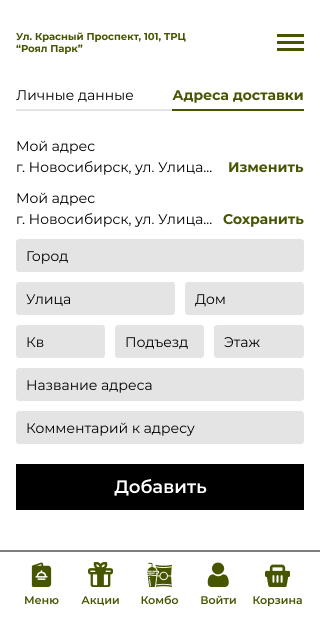 Ул. Красный Проспект, 101, ТРЦ
“Роял Парк”
Личные данные
Адреса доставки
Мой адрес
г. Новосибирск, ул. Улица...
Изменить
Мой адрес
г. Новосибирск, ул. Улица...
Сохранить
Город
Улица
Дом
Кв
Подъезд
Этаж
Название адреса
Комментарий к адресу
Добавить
Меню
Акции
Комбо
Войти
Корзина